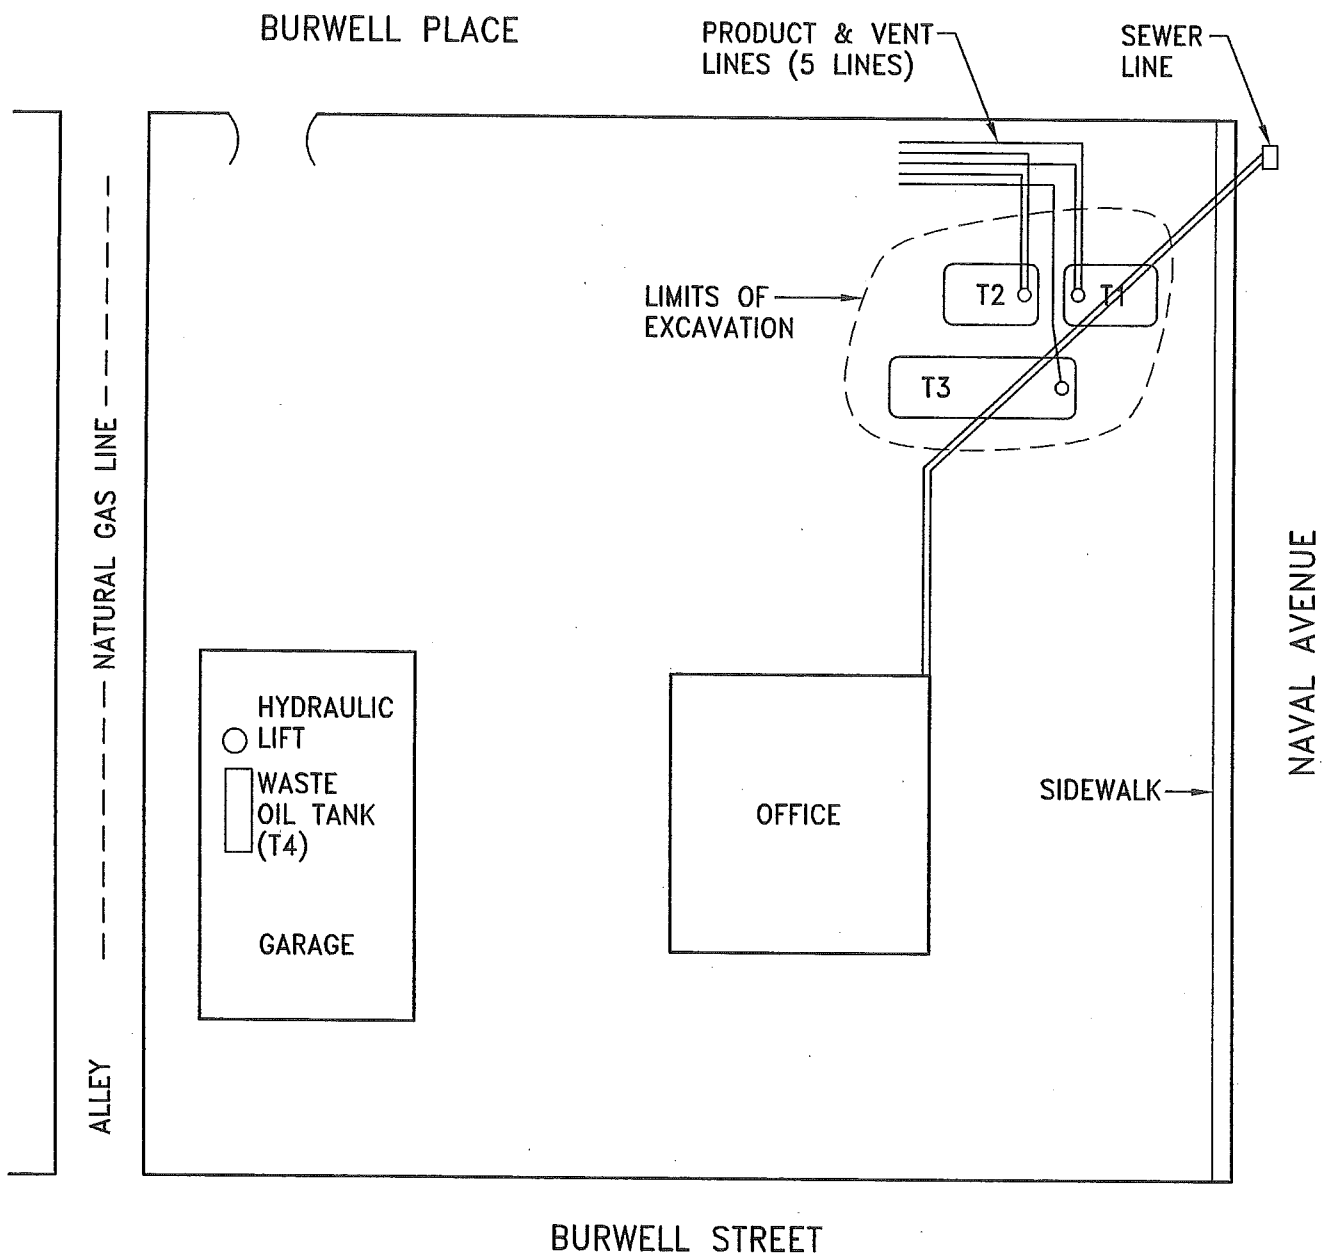 BURWELL PLACE
PRODUCT & VENT
LINES (5 LINES)
SEWER
LINE
LIMITS OF
EXCAVATION
T2
T1
T3
NATURAL GAS LINE
HYDRAULIC
LIFT
WASTE
OIL TANK
(T4)
GARAGE
OFFICE
SIDEWALK
NAVAL AVENUE
ALLEY
BURWELL STREET